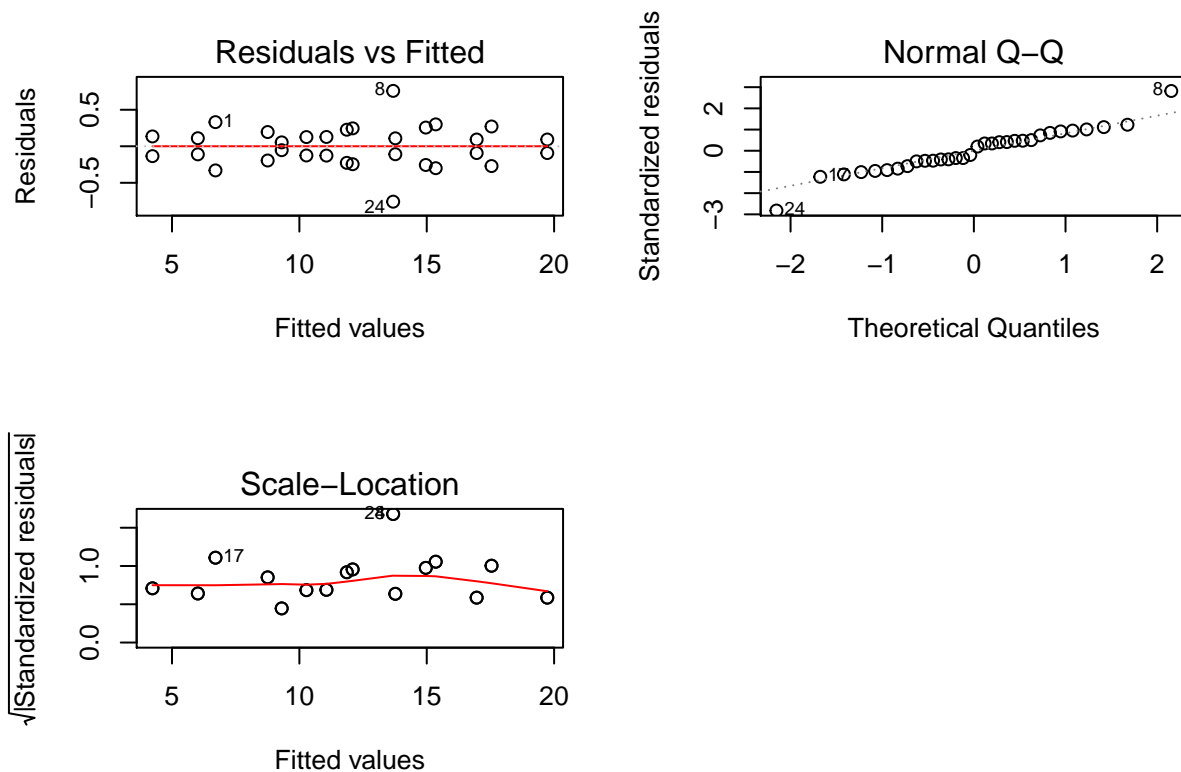 Residuals vs Fitted
Residuals
0.5
−0.5
8
1
24
5 10 15 20
Fitted values
Normal Q−Q
Standardized residuals
2
0
−3
8
17
24
−2 −1 0 1 2
Theoretical Quantiles
Scale−Location
√|Standardized residuals|
1.0
0.0
17
5 10 15 20
Fitted values